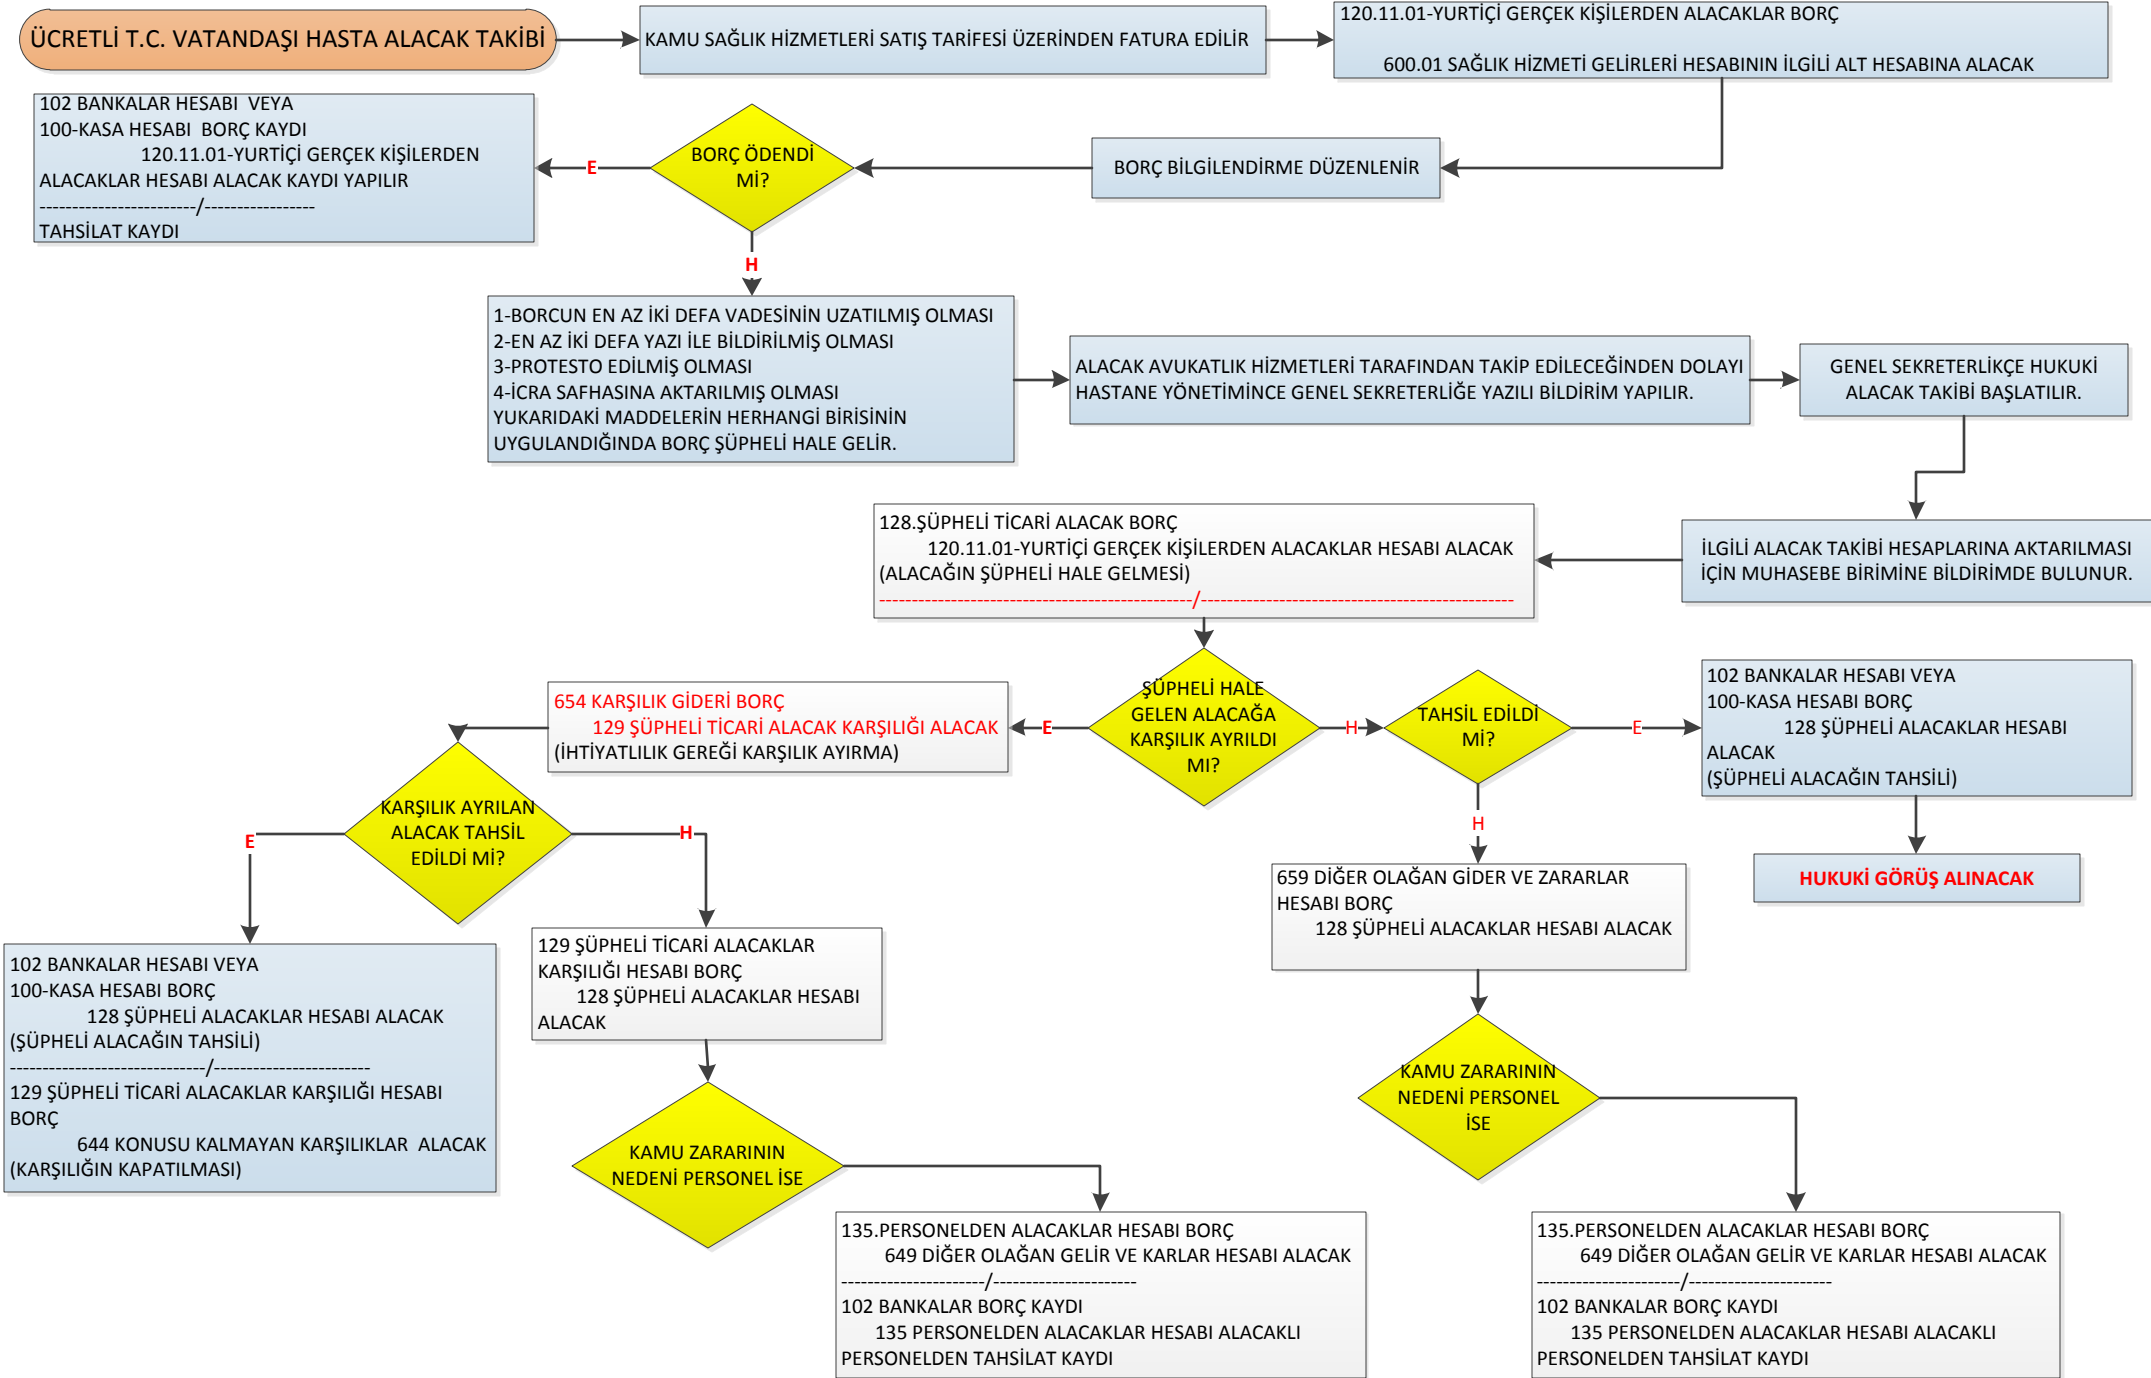 ÜCRETLİ T.C. VATANDAŞI HASTA ALACAK TAKİBİ
KAMU SAĞLIK HİZMETLERİ SATIŞ TARİFESİ ÜZERİNDEN FATURA EDİLİR
120.11.01-YURTİÇİ GERÇEK KİŞİLERDEN ALACAKLAR BORÇ
600.01 SAĞLIK HİZMETİ GELİRLERİ HESABININ İLGİLİ ALT HESABINA ALACAK
BORÇ BİLGİLENDİRME DÜZENLENİR
BORÇ ÖDENDİ
Mİ?
E
102 BANKALAR HESABI  VEYA
100-KASA HESABI  BORÇ KAYDI
120.11.01-YURTİÇİ GERÇEK KİŞİLERDEN
ALACAKLAR HESABI ALACAK KAYDI YAPILIR
------------------------/-----------------
TAHSİLAT KAYDI
H
1-BORCUN EN AZ İKİ DEFA VADESİNİN UZATILMIŞ OLMASI
2-EN AZ İKİ DEFA YAZI İLE BİLDİRİLMİŞ OLMASI
3-PROTESTO EDİLMİŞ OLMASI
4-İCRA SAFHASINA AKTARILMIŞ OLMASI
YUKARIDAKİ MADDELERİN HERHANGİ BİRİSİNİN
UYGULANDIĞINDA BORÇ ŞÜPHELİ HALE GELİR.
ALACAK AVUKATLIK HİZMETLERİ TARAFINDAN TAKİP EDİLECEĞİNDEN DOLAYI
HASTANE YÖNETİMİNCE GENEL SEKRETERLİĞE YAZILI BİLDİRİM YAPILIR.
GENEL SEKRETERLİKÇE HUKUKİ
ALACAK TAKİBİ BAŞLATILIR.
İLGİLİ ALACAK TAKİBİ HESAPLARINA AKTARILMASI
İÇİN MUHASEBE BİRİMİNE BİLDİRİMDE BULUNUR.
128.ŞÜPHELİ TİCARİ ALACAK BORÇ
120.11.01-YURTİÇİ GERÇEK KİŞİLERDEN ALACAKLAR HESABI ALACAK
(ALACAĞIN ŞÜPHELİ HALE GELMESİ)
------------------------------------------------/------------------------------------------------
ŞÜPHELİ HALE
GELEN ALACAĞA
KARŞILIK AYRILDI
MI?
E
654 KARŞILIK GİDERİ BORÇ
129 ŞÜPHELİ TİCARİ ALACAK KARŞILIĞI ALACAK
(İHTİYATLILIK GEREĞİ KARŞILIK AYIRMA)
H
TAHSİL EDİLDİ
Mİ?
E
102 BANKALAR HESABI VEYA
100-KASA HESABI BORÇ
128 ŞÜPHELİ ALACAKLAR HESABI
ALACAK
(ŞÜPHELİ ALACAĞIN TAHSİLİ)
HUKUKİ GÖRÜŞ ALINACAK
H
659 DİĞER OLAĞAN GİDER VE ZARARLAR
HESABI BORÇ
128 ŞÜPHELİ ALACAKLAR HESABI ALACAK
KARŞILIK AYRILAN
ALACAK TAHSİL
EDİLDİ Mİ?
E
H
102 BANKALAR HESABI VEYA
100-KASA HESABI BORÇ
128 ŞÜPHELİ ALACAKLAR HESABI ALACAK
(ŞÜPHELİ ALACAĞIN TAHSİLİ)
------------------------------/------------------------
129 ŞÜPHELİ TİCARİ ALACAKLAR KARŞILIĞI HESABI
BORÇ
644 KONUSU KALMAYAN KARŞILIKLAR  ALACAK
(KARŞILIĞIN KAPATILMASI)
129 ŞÜPHELİ TİCARİ ALACAKLAR
KARŞILIĞI HESABI BORÇ
128 ŞÜPHELİ ALACAKLAR HESABI
ALACAK
KAMU ZARARININ
NEDENİ PERSONEL İSE
KAMU ZARARININ
NEDENİ PERSONEL
İSE
135.PERSONELDEN ALACAKLAR HESABI BORÇ
649 DİĞER OLAĞAN GELİR VE KARLAR HESABI ALACAK
----------------------/----------------------
102 BANKALAR BORÇ KAYDI
135 PERSONELDEN ALACAKLAR HESABI ALACAKLI
PERSONELDEN TAHSİLAT KAYDI
135.PERSONELDEN ALACAKLAR HESABI BORÇ
649 DİĞER OLAĞAN GELİR VE KARLAR HESABI ALACAK
----------------------/----------------------
102 BANKALAR BORÇ KAYDI
135 PERSONELDEN ALACAKLAR HESABI ALACAKLI
PERSONELDEN TAHSİLAT KAYDI